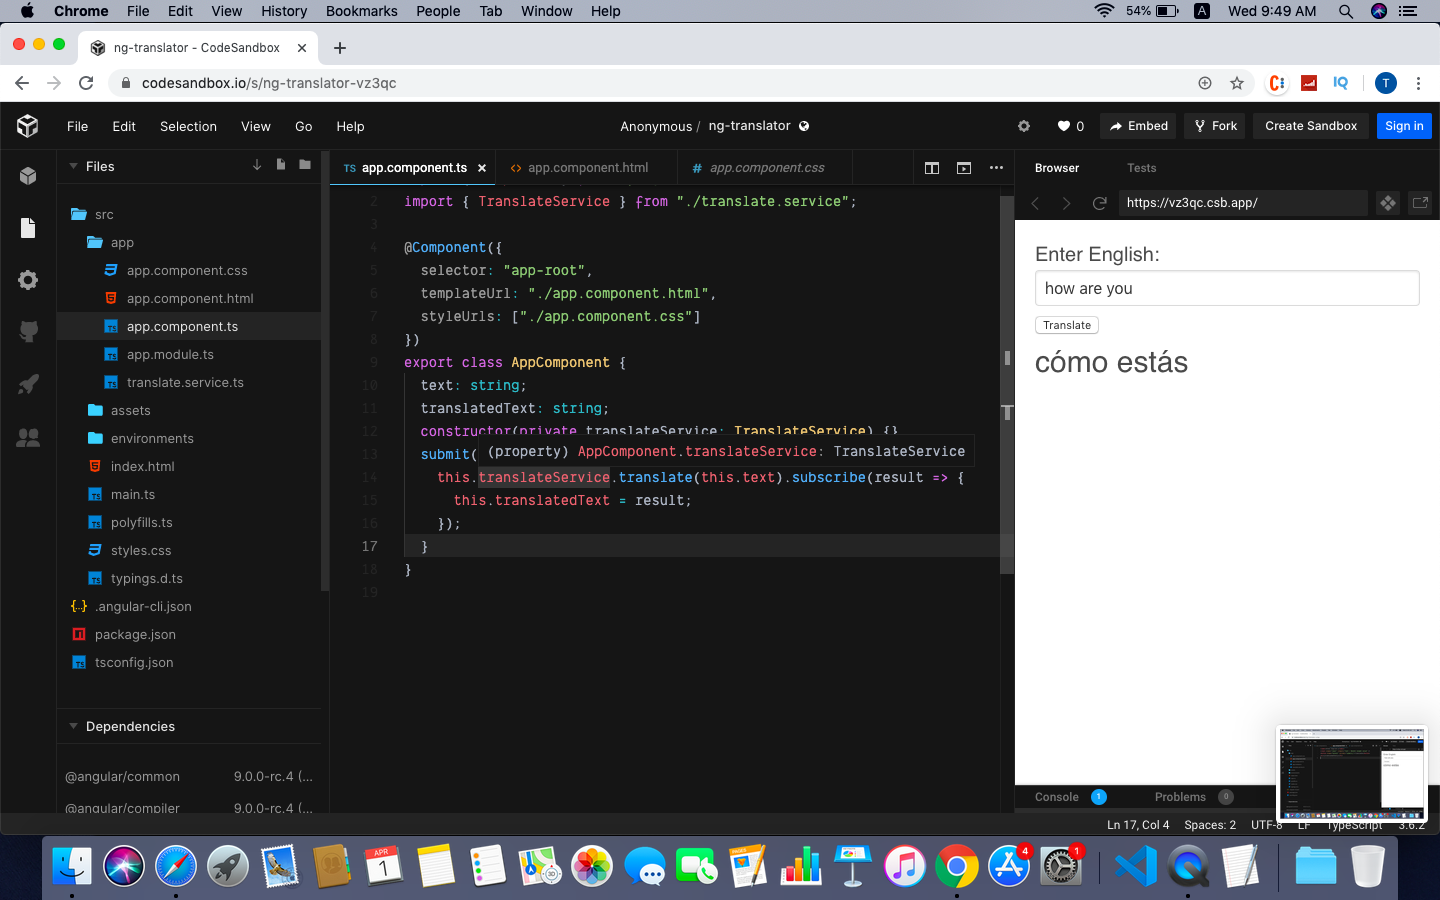 Chrome File Edit View History Bookmarks People Tab Window Help 54% A Wed 9:49 AM
ng-translator - CodeSandbox
codesandbox.io/s/ng-translator-vz3qc IQ T
File Edit Selection View Go Help Anonymous / ng-translator 0 Embed Fork Create Sandbox Sign in
Files
src
app
app.component.css
app.component.html
app.component.ts
app.module.ts
translate.service.ts
assets
environments
index.html
main.ts
polyfills.ts
styles.css
typings.d.ts
.angular-cli.json
package.json
tsconfig.json
Dependencies
@angular/common 9.0.0-rc.4 (...
@angular/compiler 9.0.0-rc.4 (...
TS app.component.ts <> app.component.html # app.component.css
2 import { TranslateService } from "./translate.service";
3
4 @Component({
5 selector: "app-root",
6 templateUrl: "./app.component.html",
7 styleUrls: ["./app.component.css"]
8 })
9 export class AppComponent {
10 text: string;
11 translatedText: string;
12 constructor(private translateService: TranslateService) {}
13 submit(
(property) AppComponent.translateService: TranslateService
14 this.translateService.translate(this.text).subscribe(result => {
15 this.translatedText = result;
16 });
17 }
18 }
19
Browser Tests
https://vz3qc.csb.app/
Enter English:
how are you
Translate
cómo estás
Console 1 Problems 0
Ln 17, Col 4 Spaces: 2 UTF-8 LF TypeScript 3.6.2
APR
1
3D
PAGES
4
1